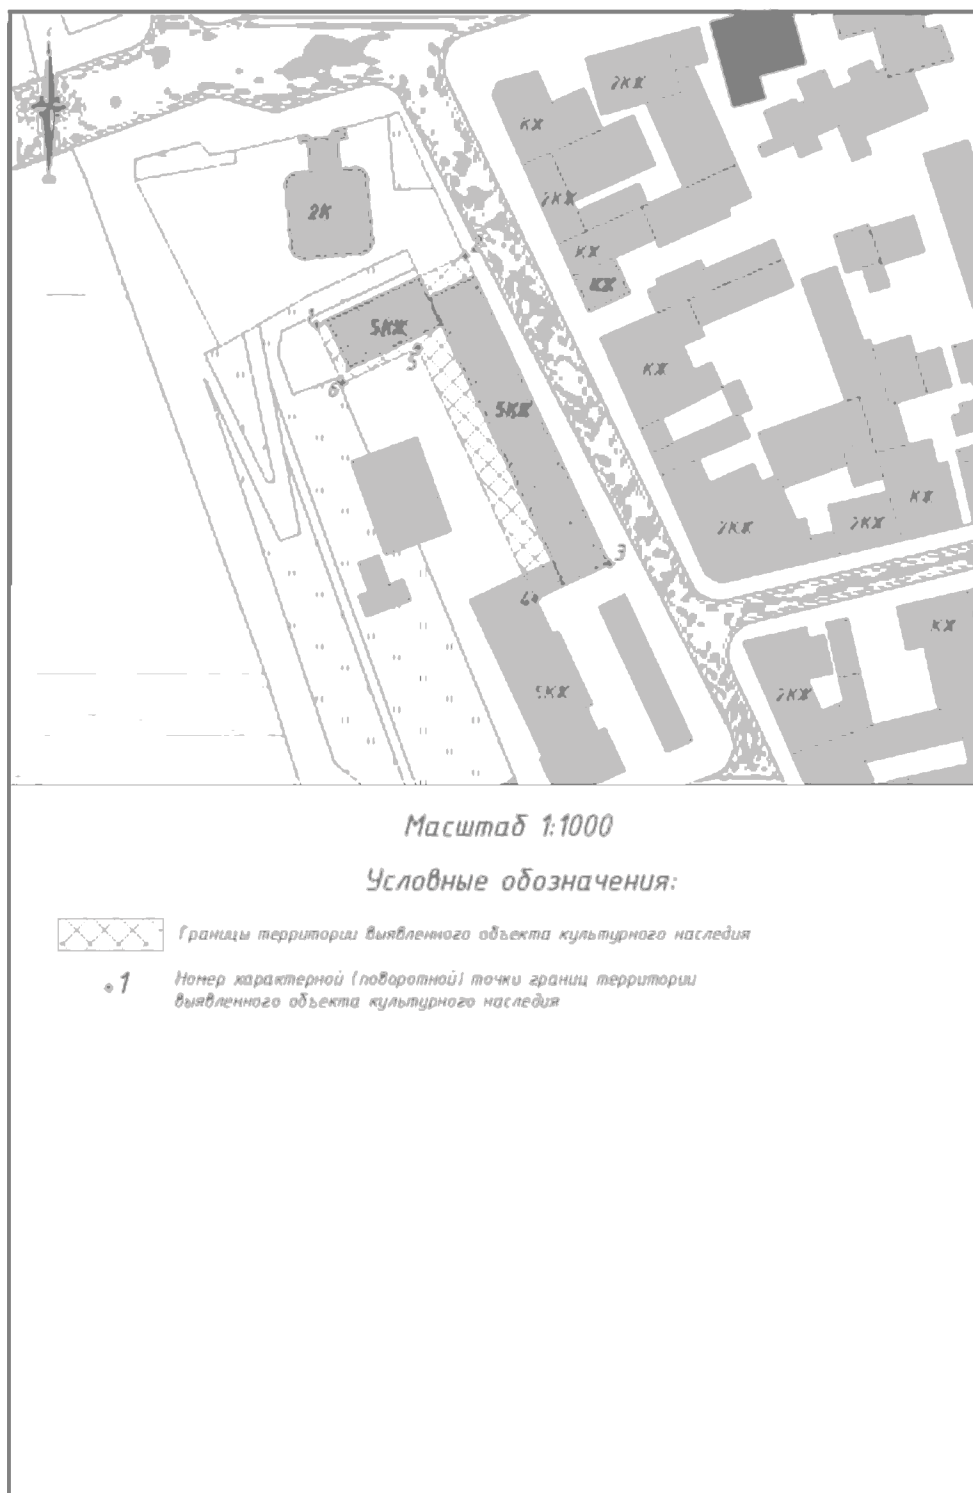 2КЖ
КЖ
2КЖ
2К
КЖ
КЖ
1
5КЖ
5
КЖ
6
5КЖ
КЖ
2КЖ
2КЖ
3
4
КЖ
2КЖ
Масштаб 1:1000
Условные обозначения:
Границы территории выявленного объекта культурного наследия
1
Номер характерной (поворотной) точки границ территории
выявленного объекта культурного наследия